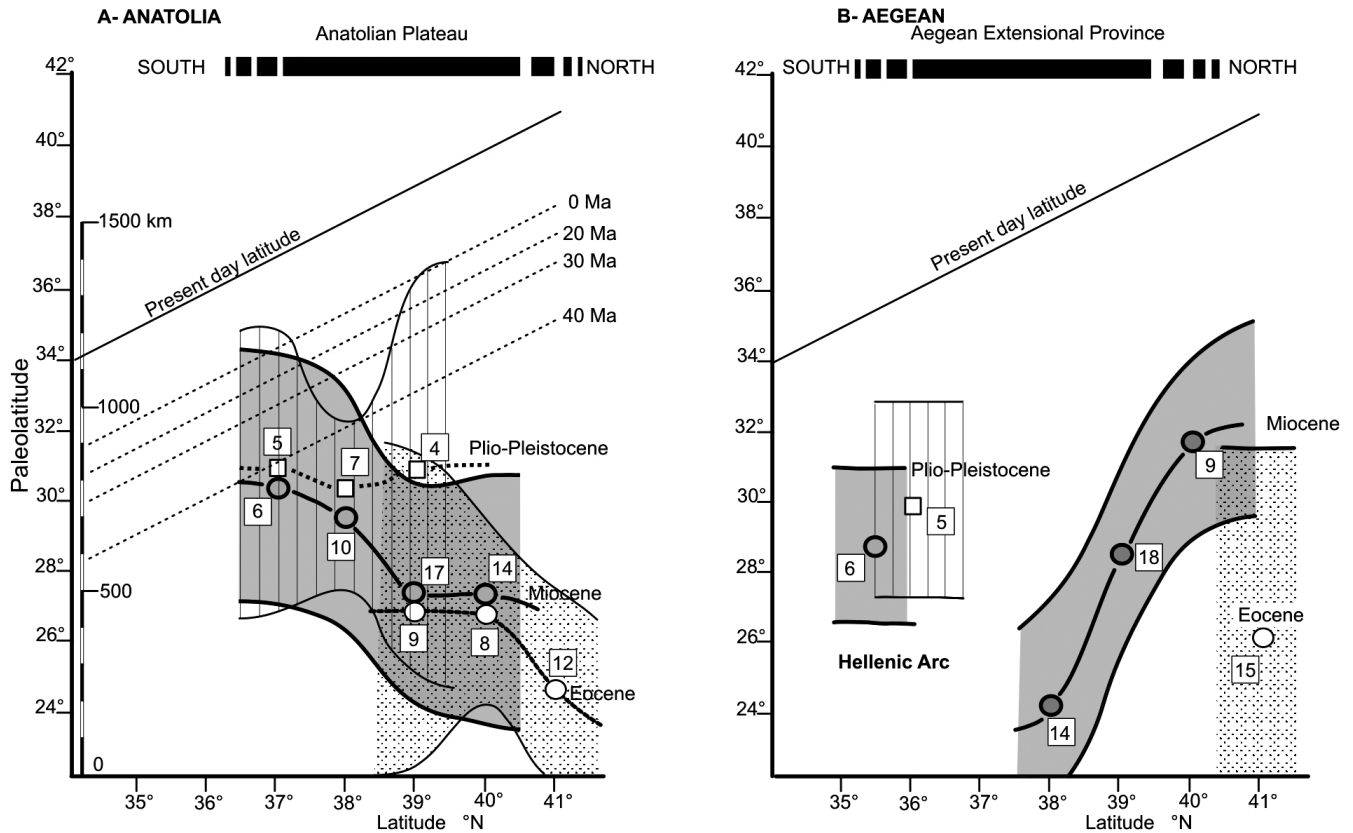 A- ANATOLIA
Anatolian Plateau
SOUTH
NORTH
42°
40°
38°
36°
34°
32°
30°
28°
26°
24°
Paleolatitude
1500 km
1000
500
0
Present day latitude
0 Ma
20 Ma
30 Ma
40 Ma
5
7
4
Plio-Pleistocene
6
10
17
14
Miocene
9
8
12
Eocene
35°
36°
37°
38°
39°
40°
41°
Latitude °N
B- AEGEAN
Aegean Extensional Province
SOUTH
NORTH
42°
40°
38°
36°
34°
32°
30°
28°
26°
24°
Present day latitude
Miocene
9
Plio-Pleistocene
5
6
18
Eocene
15
Hellenic Arc
14
35°
36°
37°
38°
39°
40°
41°
Latitude °N